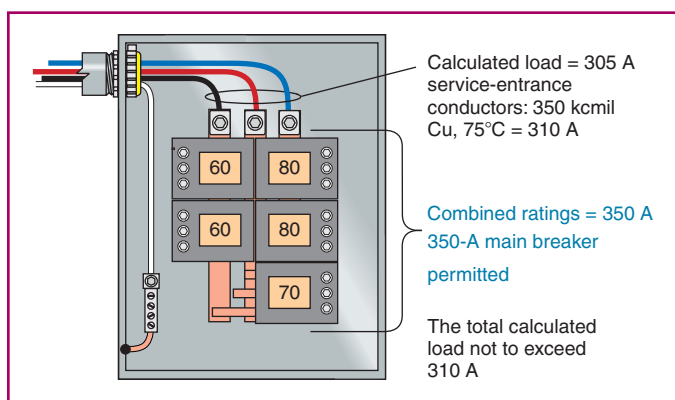 Calculated load = 305 A
service-entrance
conductors: 350 kcmil
Cu, 75°C = 310 A
60
80
60
80
70
Combined ratings = 350 A
350-A main breaker
permitted
The total calculated
load not to exceed
310 A